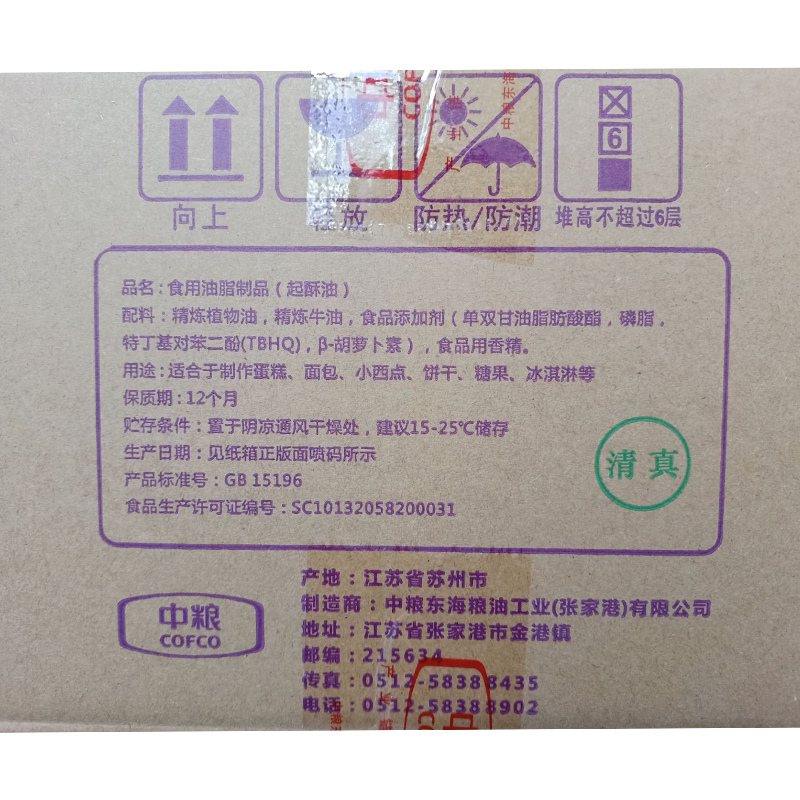 6
向上
轻放
防热/防潮
堆高不超过6层
品名:食用油脂制品(起酥油)
配料:精炼植物油,精炼牛油,食品添加剂(单双甘油脂肪酸酯,磷脂,
特丁基对苯二酚(TBHQ),β-胡萝卜素),食品用香精。
用途:适合于制作蛋糕、面包、小西点、饼干、糖果、冰淇淋等
保质期:12个月
贮存条件:置于阴凉通风干燥处,建议15-25℃储存
生产日期:见纸箱正版面喷码所示
产品标准号:GB 15196
食品生产许可证编号:SC10132058200031
清真
中粮
COFCO
产地:江苏省苏州市
制造商:中粮东海粮油工业(张家港)有限公司
地址:江苏省张家港市金港镇
邮编:215634
传真:0512-58388435
电话:0512-58388902
中粮东海